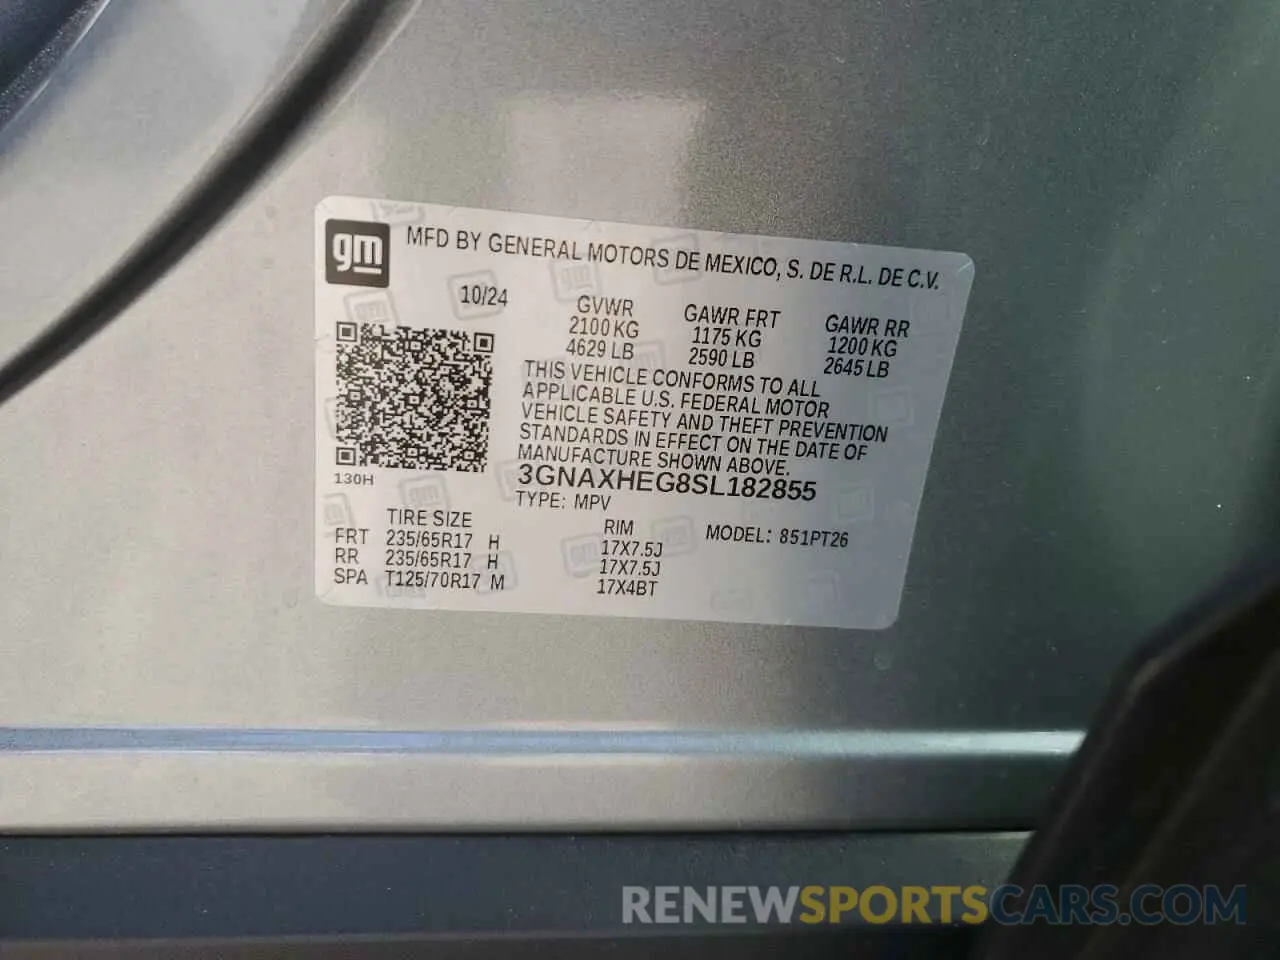 gm
MFD BY GENERAL MOTORS DE MEXICO, S. DE R.L. DE C.V.
10/24
GVWR GAWR FRT GAWR RR
2100 KG 1175 KG 1200 KG
4629 LB 2590 LB 2645 LB
THIS VEHICLE CONFORMS TO ALL
APPLICABLE U.S. FEDERAL MOTOR
VEHICLE SAFETY AND THEFT PREVENTION
STANDARDS IN EFFECT ON THE DATE OF
MANUFACTURE SHOWN ABOVE.
130H
3GNAXHEG8SL182855
TYPE: MPV
TIRE SIZE RIM MODEL: 851PT26
FRT 235/65R17 H 17X7.5J
RR 235/65R17 H 17X7.5J
SPA T125/70R17 M 17X4BT
RENEWSPORTSCARS.COM